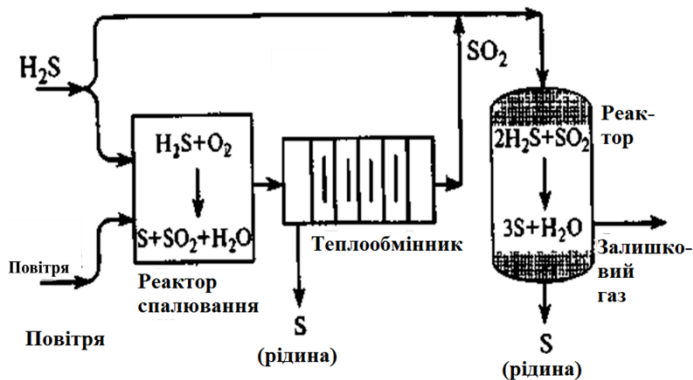 H₂S
SO₂
H₂S+O₂
S+SO₂+H₂O
Реак-
тор
2H₂S+SO₂
3S+H₂O
Теплообмінник
Залишко-
вий
газ
Повітря
Реактор
спалювання
Повітря
S
(рідина)
S
(рідина)